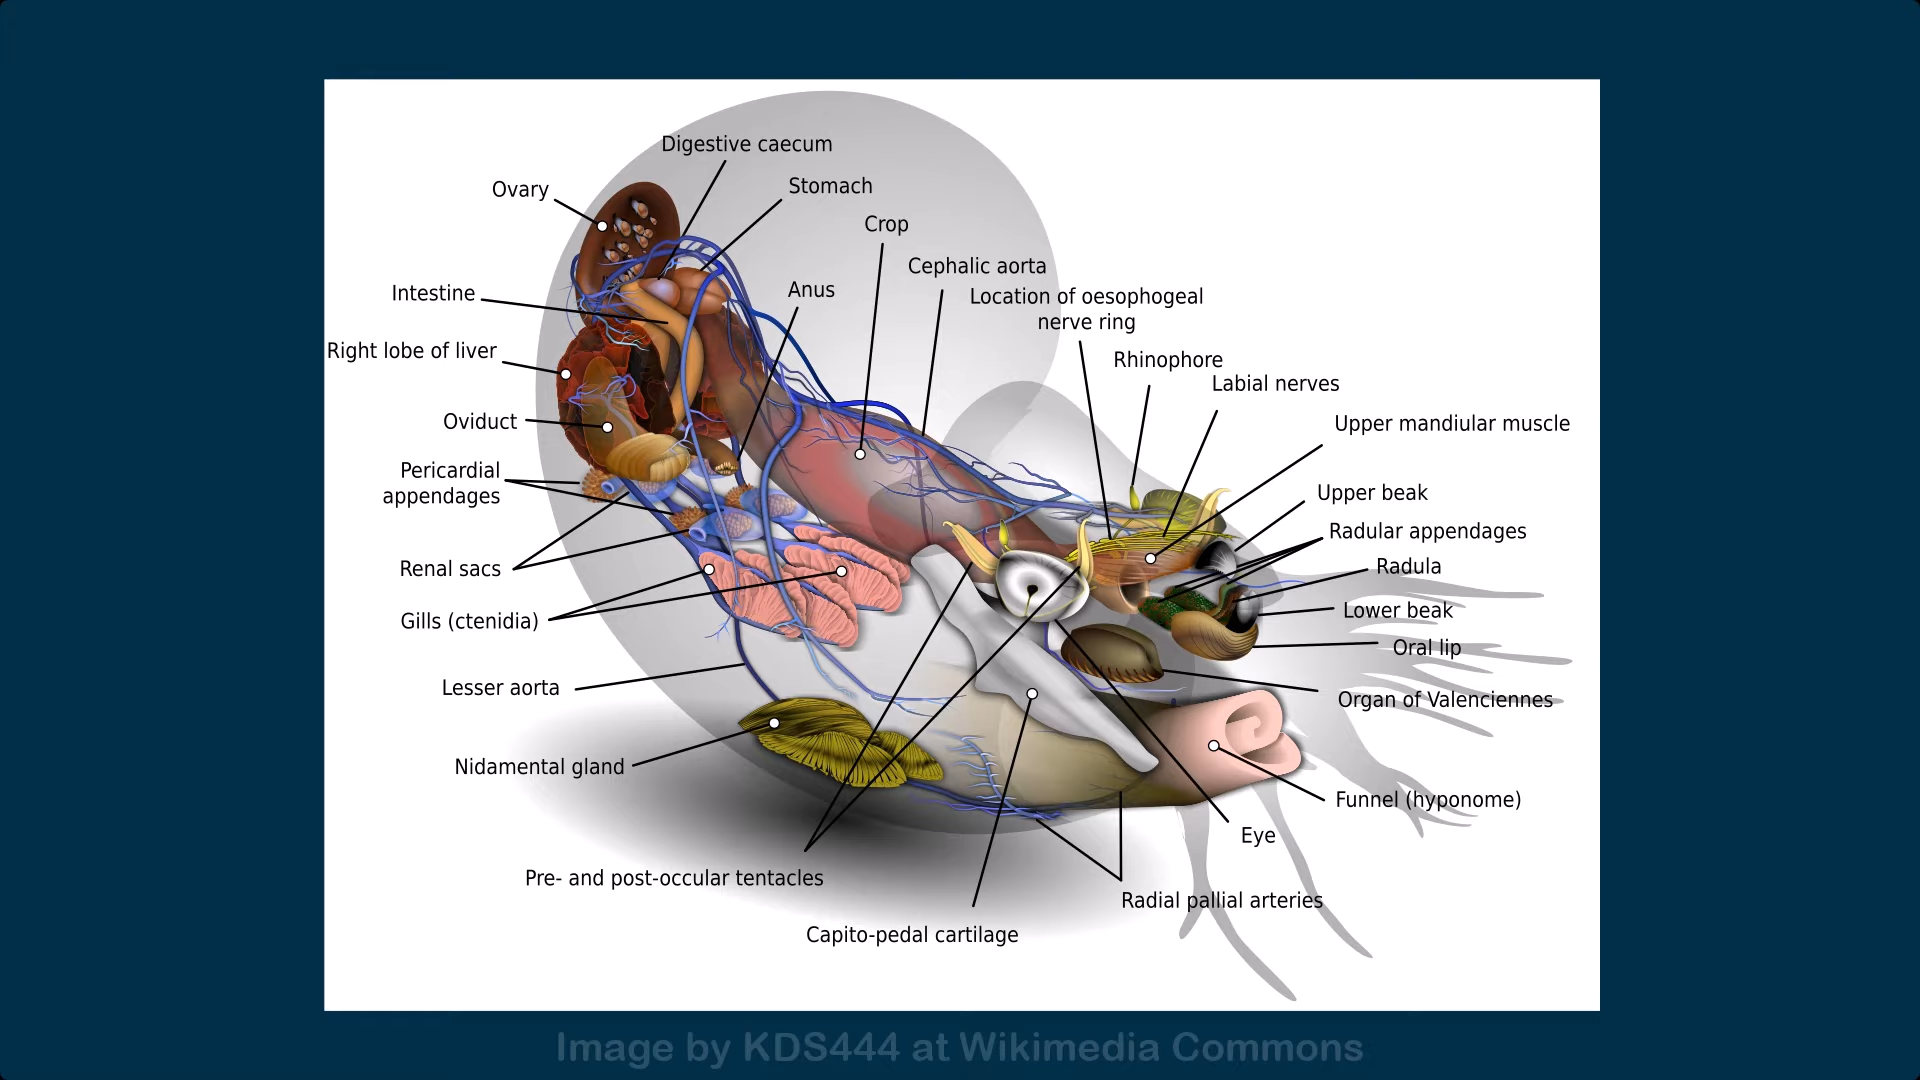 Digestive caecum
Ovary
Stomach
Crop
Cephalic aorta
Intestine
Anus
Location of oesophogeal
nerve ring
Right lobe of liver
Rhinophore
Labial nerves
Oviduct
Upper mandiular muscle
Pericardial
appendages
Upper beak
Radular appendages
Renal sacs
Radula
Gills (ctenidia)
Lower beak
Oral lip
Lesser aorta
Organ of Valenciennes
Nidamental gland
Funnel (hyponome)
Eye
Pre- and post-occular tentacles
Radial pallial arteries
Capito-pedal cartilage
Image by KDS444 at Wikimedia Commons